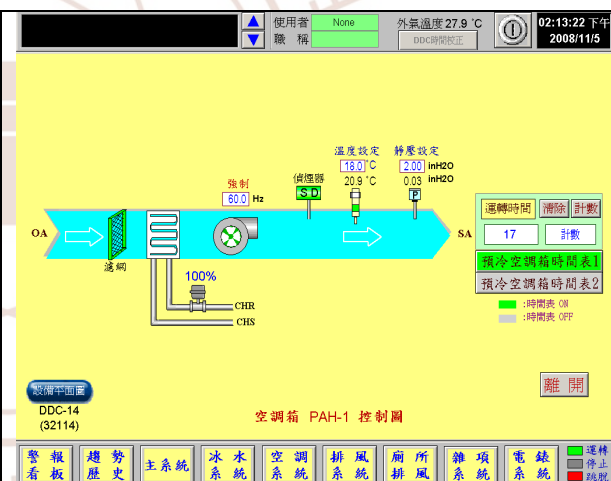 使用者 None 外氣溫度 27.9 °C 02:13:22 下午
職 稱 DDC時間校正 2008/11/5
溫度設定 靜壓設定
18.0 °C 2.00 inH2O
強制 偵煙器 20.9 °C 0.03 inH2O
60.0 Hz SD P
運轉時間 清除 計數
OA SA 17 計數
濾網
預冷空調箱時間表1
100%
預冷空調箱時間表2
CHR
:時間表 ON
CHS
:時間表 OFF
設備平面圖
離 開
DDC-14
(32114)
空調箱 PAH-1 控制圖
警 報 趨 勢 主系統 冰 水 空 調 排 風 廁 所 雜 項 電 錶 運轉
看 板 歷 史 系 統 系 統 系 統 排 風 系 統 系 統 停止
跳脫